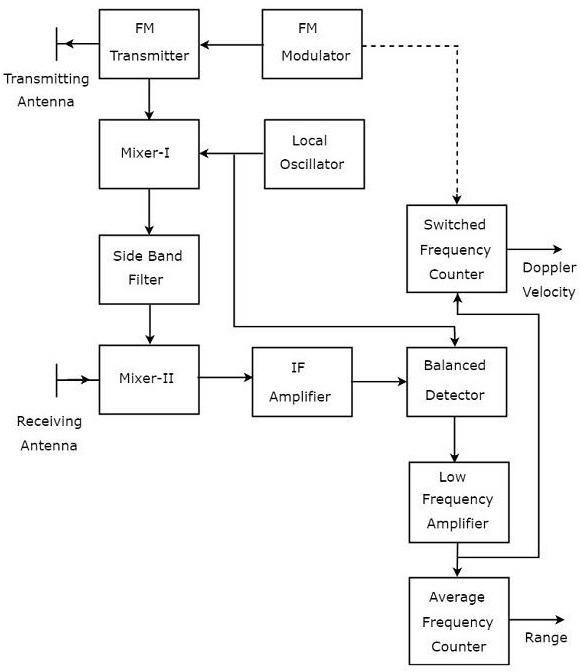 FM
Transmitter
FM
Modulator
Transmitting
Antenna
Mixer-I
Local
Oscillator
Switched
Frequency
Counter
Doppler
Velocity
Side Band
Filter
Mixer-II
IF
Amplifier
Balanced
Detector
Receiving
Antenna
Low
Frequency
Amplifier
Average
Frequency
Counter
Range